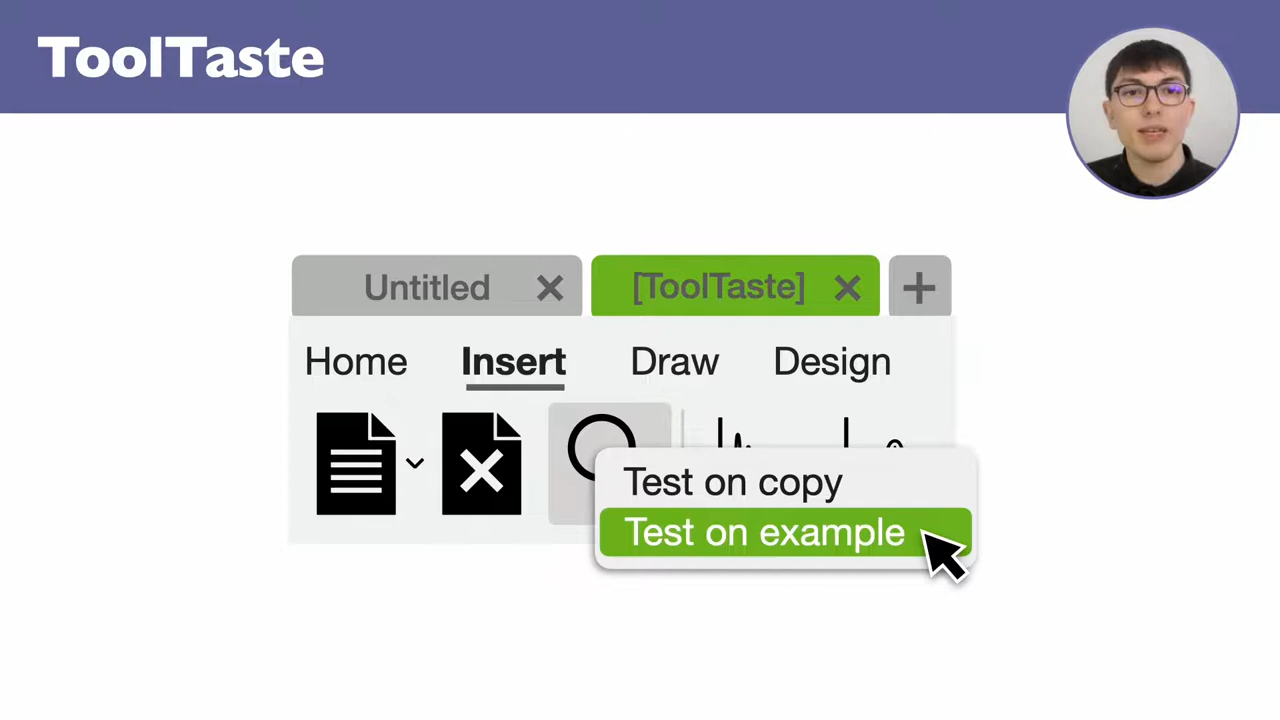 ToolTaste
Untitled
[ToolTaste]
Home Insert Draw Design
Test on copy
Test on example